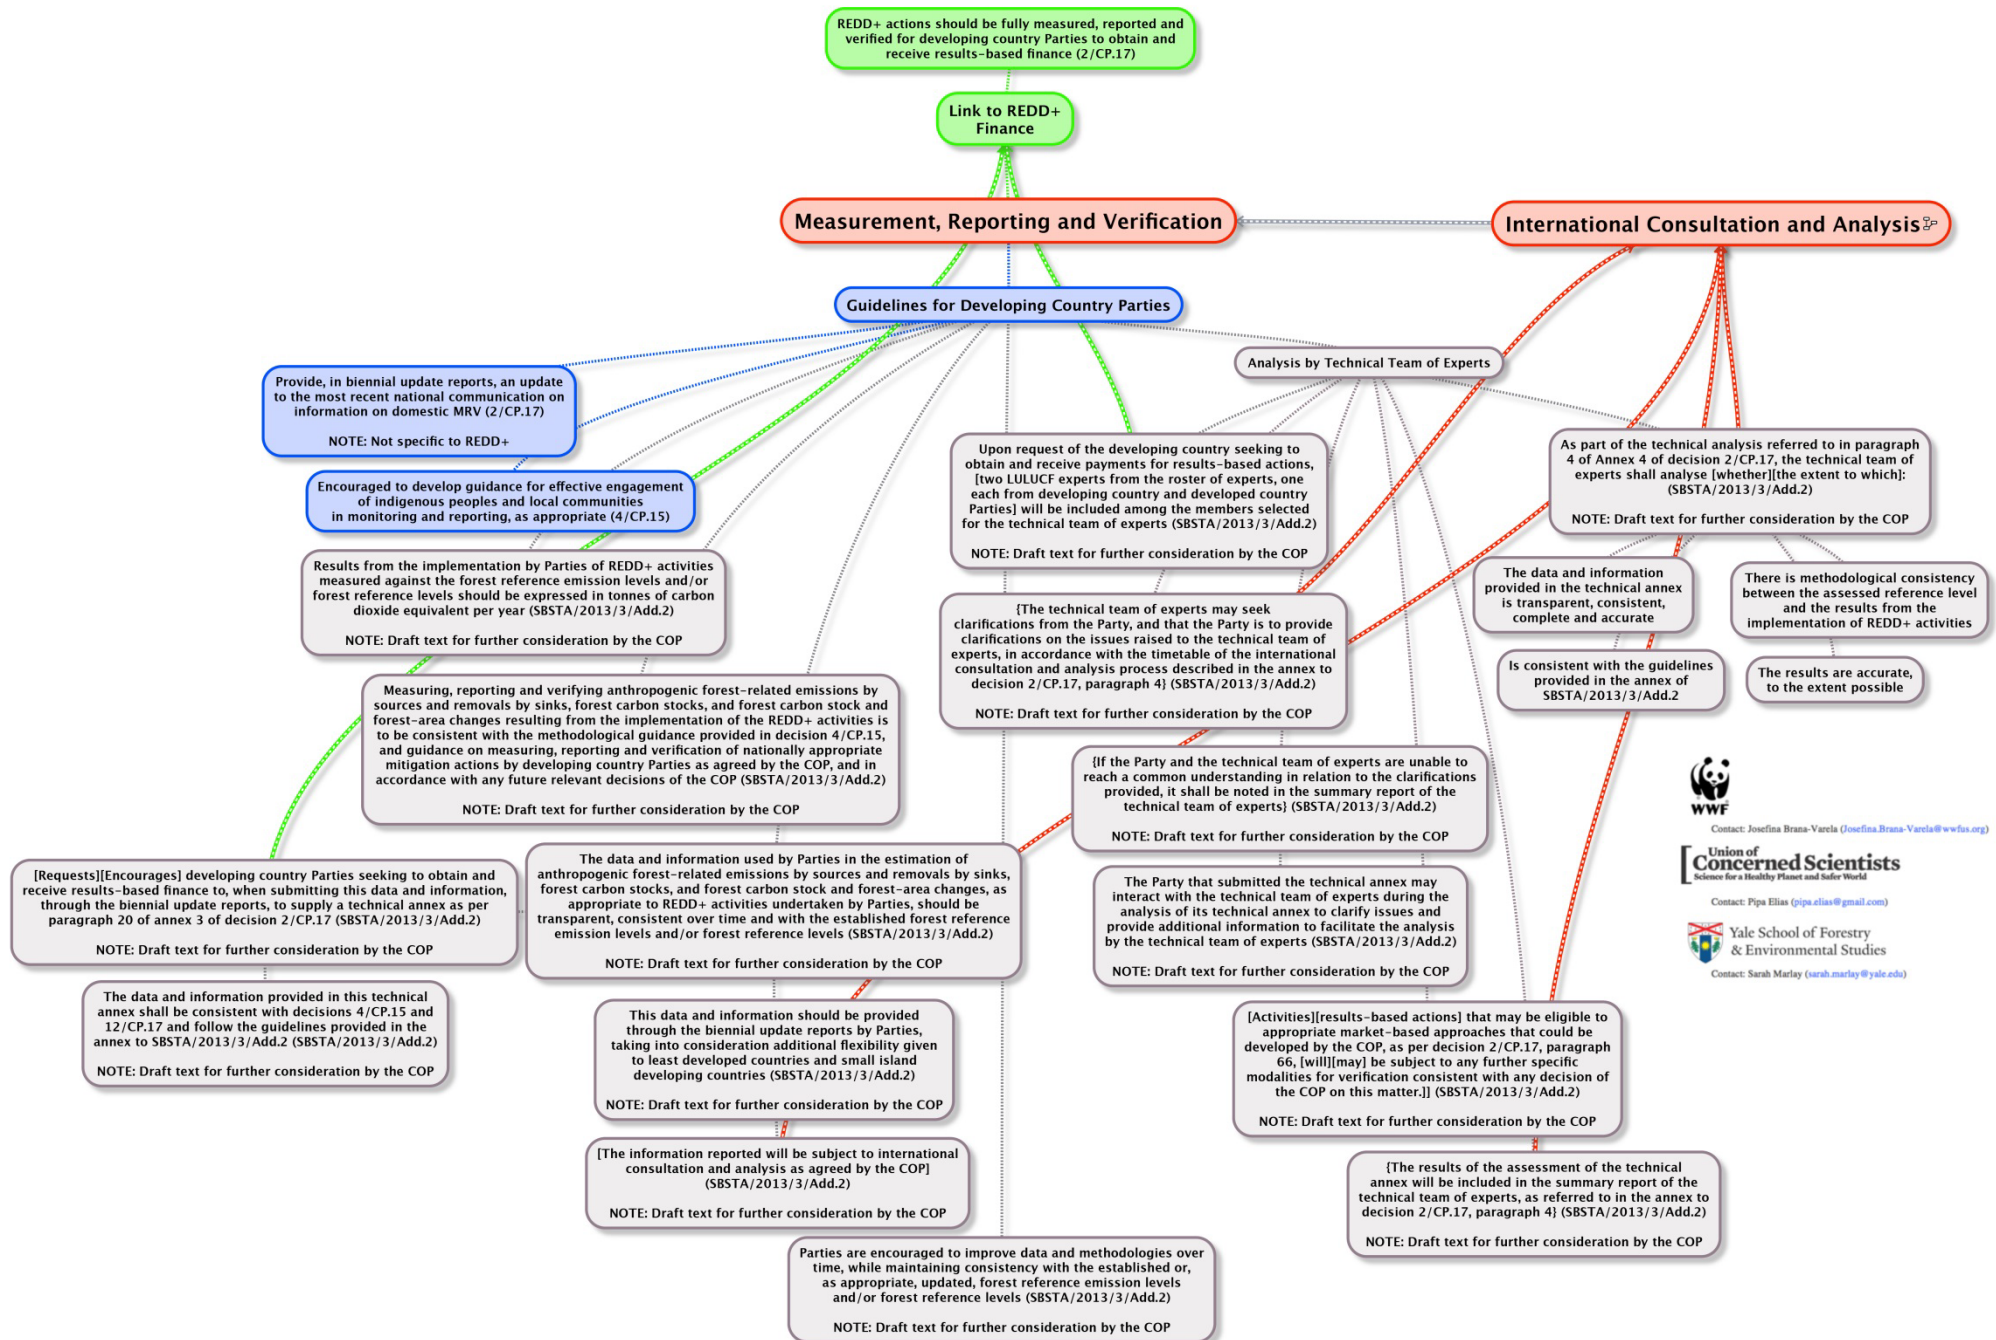 REDD+ actions should be fully measured, reported and
verified for developing country Parties to obtain and
receive results-based finance (2/CP.17)
Link to REDD+
Finance
Measurement, Reporting and Verification
International Consultation and Analysis
Guidelines for Developing Country Parties
Analysis by Technical Team of Experts
Provide, in biennial update reports, an update
to the most recent national communication on
information on domestic MRV (2/CP.17)
NOTE: Not specific to REDD+
Encouraged to develop guidance for effective engagement
of indigenous peoples and local communities
in monitoring and reporting, as appropriate (4/CP.15)
Results from the implementation by Parties of REDD+ activities
measured against the forest reference emission levels and/or
forest reference levels should be expressed in tonnes of carbon
dioxide equivalent per year (SBSTA/2013/3/Add.2)
NOTE: Draft text for further consideration by the COP
Measuring, reporting and verifying anthropogenic forest-related emissions by
sources and removals by sinks, forest carbon stocks, and forest carbon stock and
forest-area changes resulting from the implementation of the REDD+ activities is
to be consistent with the methodological guidance provided in decision 4/CP.15,
and guidance on measuring, reporting and verification of nationally appropriate
mitigation actions by developing country Parties as agreed by the COP, and in
accordance with any future relevant decisions of the COP (SBSTA/2013/3/Add.2)
NOTE: Draft text for further consideration by the COP
[Requests][Encourages] developing country Parties seeking to obtain and
receive results-based finance to, when submitting this data and information,
through the biennial update reports, to supply a technical annex as per
paragraph 20 of annex 3 of decision 2/CP.17 (SBSTA/2013/3/Add.2)
NOTE: Draft text for further consideration by the COP
The data and information provided in this technical
annex shall be consistent with decisions 4/CP.15 and
12/CP.17 and follow the guidelines provided in the
annex to SBSTA/2013/3/Add.2 (SBSTA/2013/3/Add.2)
NOTE: Draft text for further consideration by the COP
The data and information used by Parties in the estimation of
anthropogenic forest-related emissions by sources and removals by sinks,
forest carbon stocks, and forest carbon stock and forest-area changes, as
appropriate to REDD+ activities undertaken by Parties, should be
transparent, consistent over time and with the established forest reference
emission levels and/or forest reference levels (SBSTA/2013/3/Add.2)
NOTE: Draft text for further consideration by the COP
This data and information should be provided
through the biennial update reports by Parties,
taking into consideration additional flexibility given
to least developed countries and small island
developing countries (SBSTA/2013/3/Add.2)
NOTE: Draft text for further consideration by the COP
[The information reported will be subject to international
consultation and analysis as agreed by the COP]
(SBSTA/2013/3/Add.2)
NOTE: Draft text for further consideration by the COP
Parties are encouraged to improve data and methodologies over
time, while maintaining consistency with the established or,
as appropriate, updated, forest reference emission levels
and/or forest reference levels (SBSTA/2013/3/Add.2)
NOTE: Draft text for further consideration by the COP
Upon request of the developing country seeking to
obtain and receive payments for results-based actions,
[two LULUCF experts from the roster of experts, one
each from developing country and developed country
Parties] will be included among the members selected
for the technical team of experts (SBSTA/2013/3/Add.2)
NOTE: Draft text for further consideration by the COP
{The technical team of experts may seek
clarifications from the Party, and that the Party is to provide
clarifications on the issues raised to the technical team of
experts, in accordance with the timetable of the international
consultation and analysis process described in the annex to
decision 2/CP.17, paragraph 4} (SBSTA/2013/3/Add.2)
NOTE: Draft text for further consideration by the COP
{If the Party and the technical team of experts are unable to
reach a common understanding in relation to the clarifications
provided, it shall be noted in the summary report of the
technical team of experts} (SBSTA/2013/3/Add.2)
NOTE: Draft text for further consideration by the COP
The Party that submitted the technical annex may
interact with the technical team of experts during the
analysis of its technical annex to clarify issues and
provide additional information to facilitate the analysis
by the technical team of experts (SBSTA/2013/3/Add.2)
NOTE: Draft text for further consideration by the COP
[Activities][results-based actions] that may be eligible to
appropriate market-based approaches that could be
developed by the COP, as per decision 2/CP.17, paragraph
66, [will][may] be subject to any further specific
modalities for verification consistent with any decision of
the COP on this matter.]] (SBSTA/2013/3/Add.2)
NOTE: Draft text for further consideration by the COP
{The results of the assessment of the technical
annex will be included in the summary report of the
technical team of experts, as referred to in the annex to
decision 2/CP.17, paragraph 4} (SBSTA/2013/3/Add.2)
NOTE: Draft text for further consideration by the COP
As part of the technical analysis referred to in paragraph
4 of Annex 4 of decision 2/CP.17, the technical team of
experts shall analyse [whether][the extent to which]:
(SBSTA/2013/3/Add.2)
NOTE: Draft text for further consideration by the COP
The data and information
provided in the technical annex
is transparent, consistent,
complete and accurate
There is methodological consistency
between the assessed reference level
and the results from the
implementation of REDD+ activities
Is consistent with the guidelines
provided in the annex of
SBSTA/2013/3/Add.2
The results are accurate,
to the extent possible
WWF
Contact: Josefina Brana-Varela (Josefina.Brana-Varela@wwfus.org)
Union of
Concerned Scientists
Science for a Healthy Planet and Safer World
Contact: Pipa Elias (pipa.elias@gmail.com)
Yale School of Forestry
& Environmental Studies
Contact: Sarah Marlay (sarah.marlay@yale.edu)